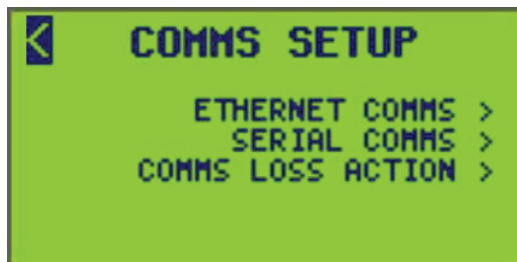 < COMMS SETUP
ETHERNET COMMS >
SERIAL COMMS >
COMMS LOSS ACTION >